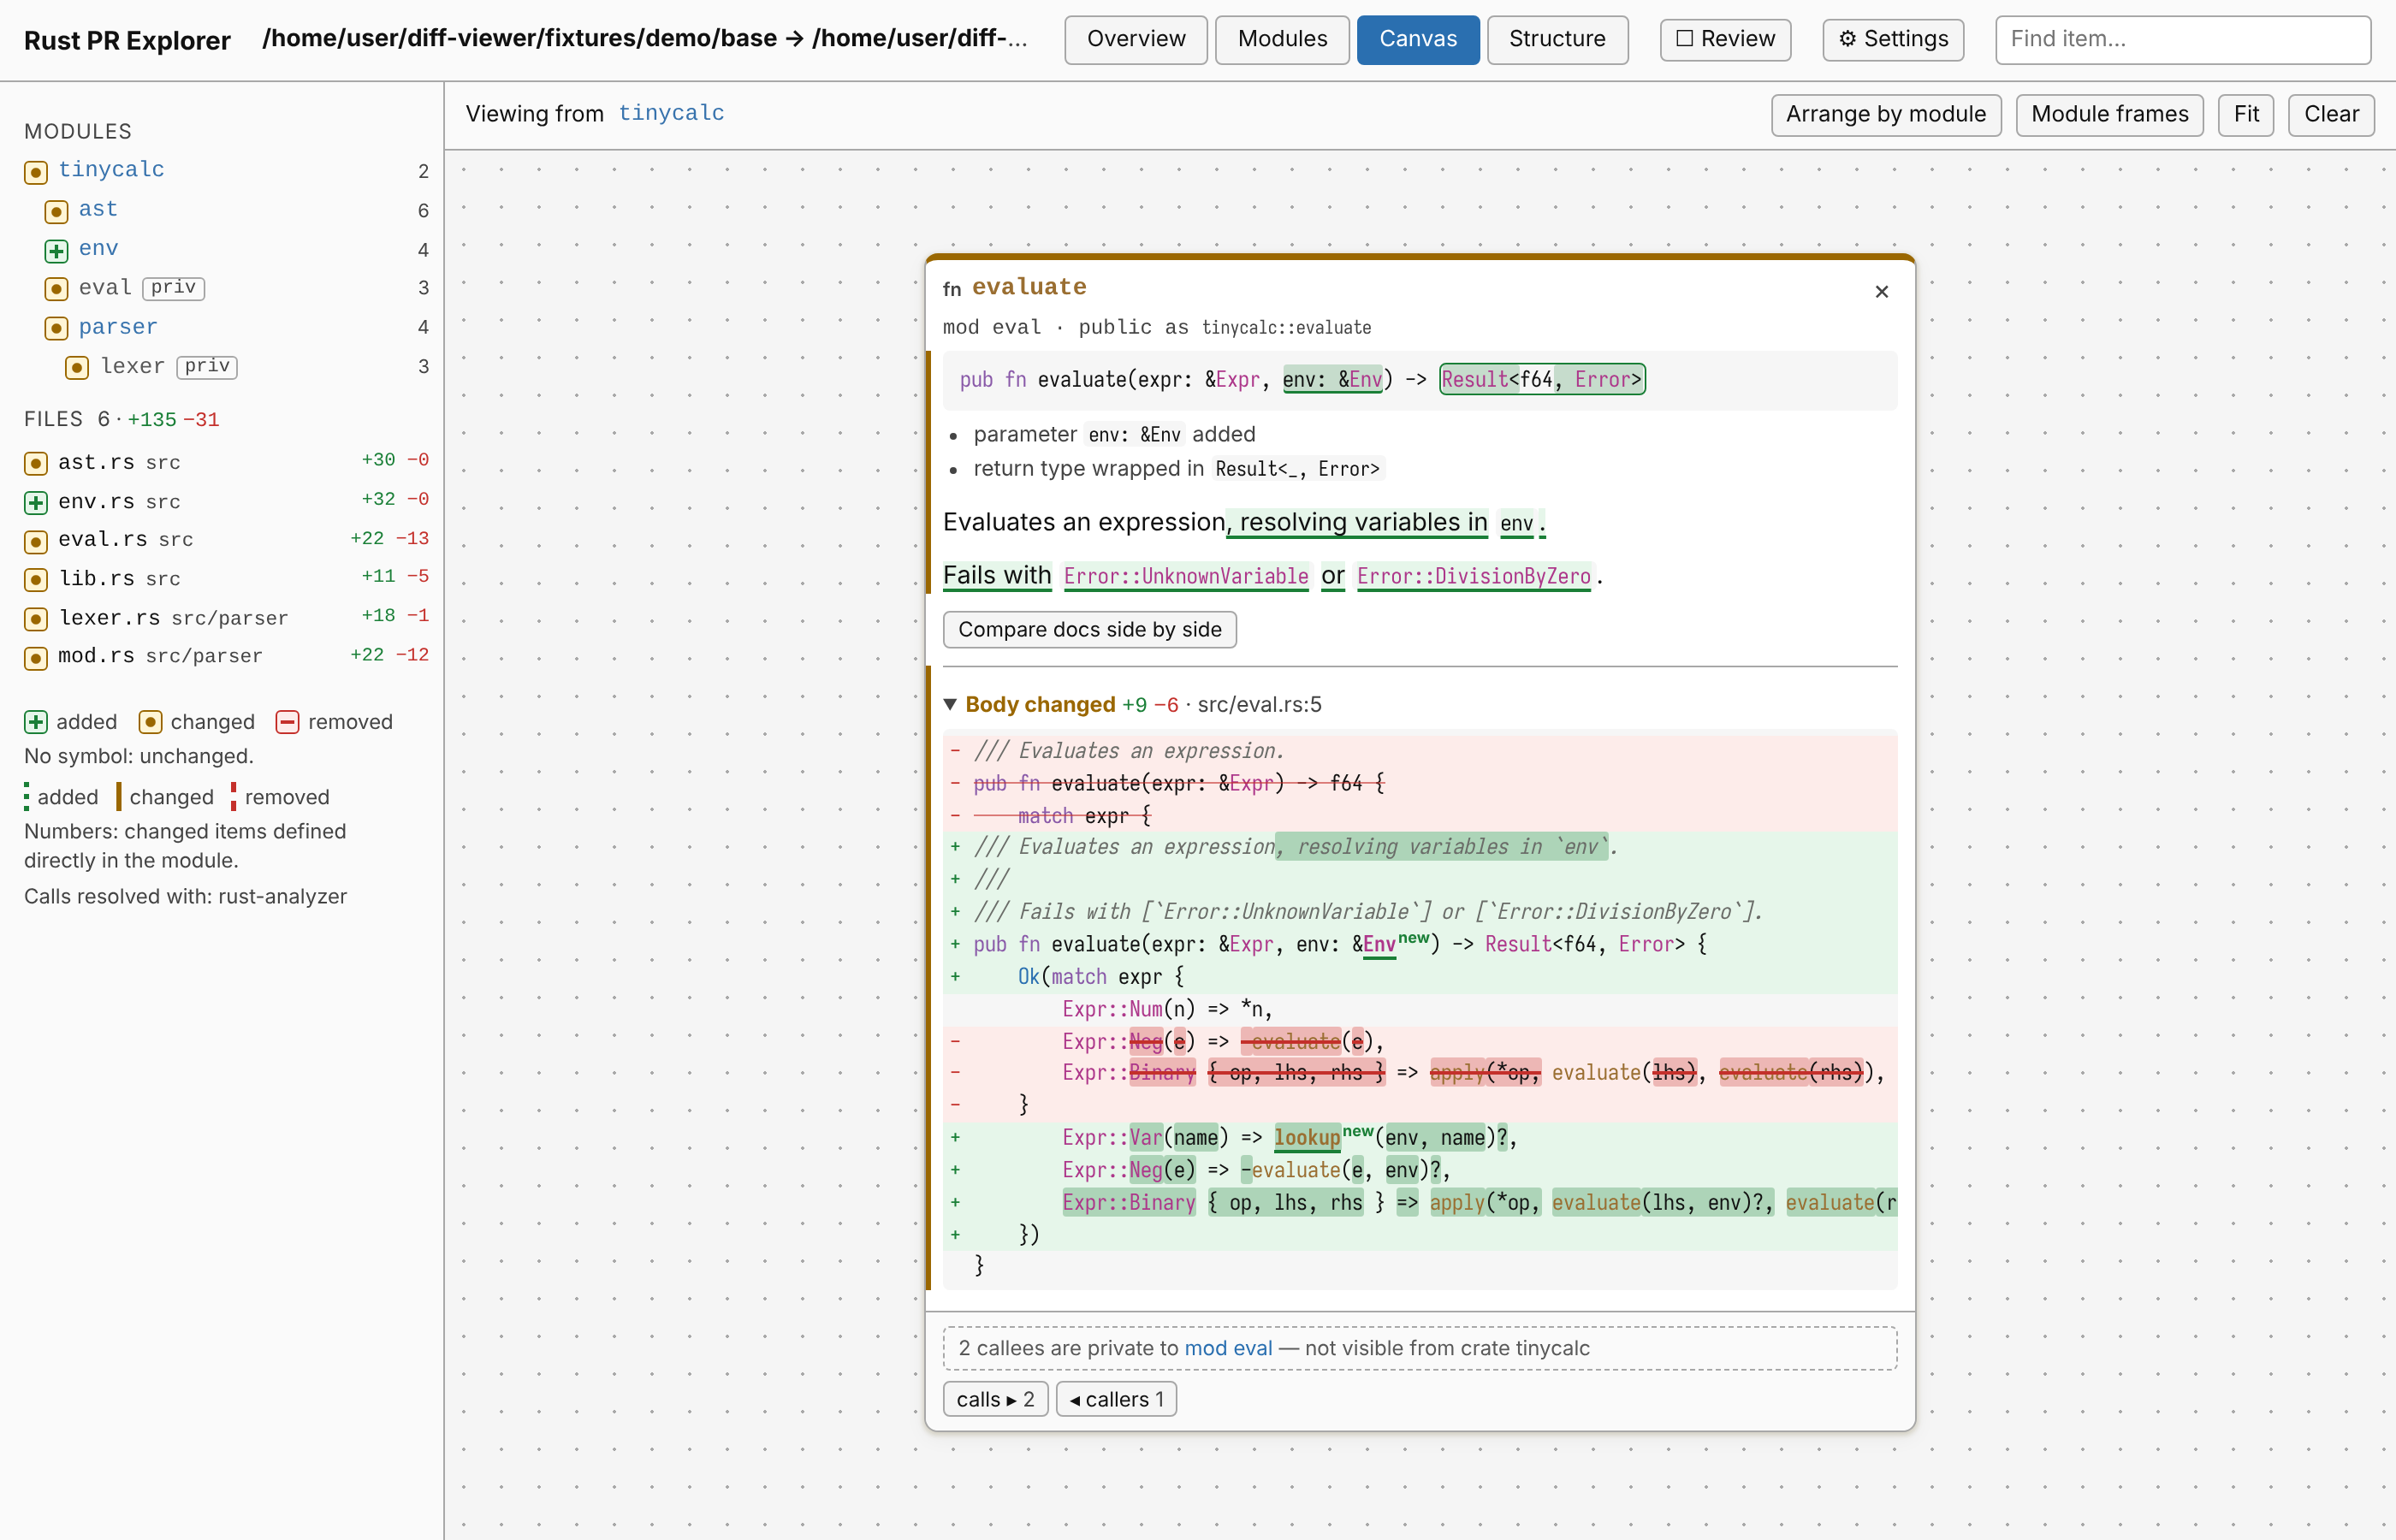 Rust PR Explorer /home/user/diff-viewer/fixtures/demo/base → /home/user/diff-… Overview Modules Canvas Structure ☐ Review ⚙ Settings Find item...
Viewing from tinycalc Arrange by module Module frames Fit Clear
MODULES
tinycalc 2
ast 6
env 4
eval priv 3
parser 4
lexer priv 3
FILES 6 · +135 −31
ast.rs src +30 −0
env.rs src +32 −0
eval.rs src +22 −13
lib.rs src +11 −5
lexer.rs src/parser +18 −1
mod.rs src/parser +22 −12
added changed removed
No symbol: unchanged.
added changed removed
Numbers: changed items defined
directly in the module.
Calls resolved with: rust-analyzer
fn evaluate ×
mod eval · public as tinycalc::evaluate
pub fn evaluate(expr: &Expr, env: &Env) -> Result<f64, Error>
• parameter env: &Env added
• return type wrapped in Result<_, Error>
Evaluates an expression, resolving variables in env.
Fails with Error::UnknownVariable or Error::DivisionByZero.
Compare docs side by side
▼ Body changed +9 −6 · src/eval.rs:5
− /// Evaluates an expression.
− pub fn evaluate(expr: &Expr) -> f64 {
−     match expr {
+ /// Evaluates an expression, resolving variables in `env`.
+ ///
+ /// Fails with [`Error::UnknownVariable`] or [`Error::DivisionByZero`].
+ pub fn evaluate(expr: &Expr, env: &Env new) -> Result<f64, Error> {
+     Ok(match expr {
        Expr::Num(n) => *n,
−         Expr::Neg(e) => -evaluate(e),
−         Expr::Binary { op, lhs, rhs } => apply(*op, evaluate(lhs), evaluate(rhs)),
−     }
+         Expr::Var(name) => lookup new(env, name)?,
+         Expr::Neg(e) => -evaluate(e, env)?,
+         Expr::Binary { op, lhs, rhs } => apply(*op, evaluate(lhs, env)?, evaluate(r
+     })
}
2 callees are private to mod eval — not visible from crate tinycalc
calls ▸ 2 ◂ callers 1